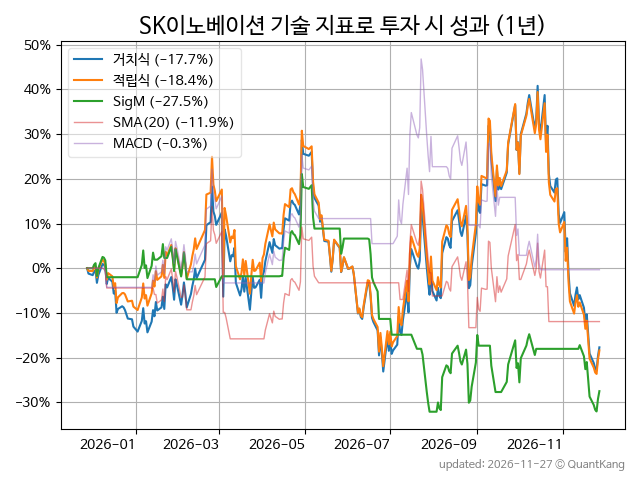 SK이노베이션 기술 지표로 투자 시 성과 (1년)
거치식 (−17.7%)
적립식 (−18.4%)
SigM (−27.5%)
SMA(20) (−11.9%)
MACD (−0.3%)
50%
40%
30%
20%
10%
0%
−10%
−20%
−30%
2026-01 2026-03 2026-05 2026-07 2026-09 2026-11
updated: 2026-11-27 © QuantKang